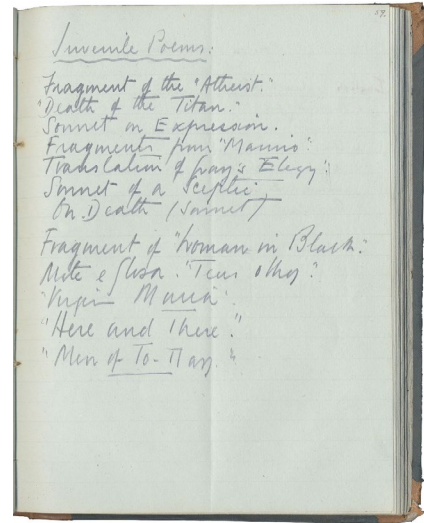 Juvenile Poems:
Fragment of the "Atheist."
"Death of the Titan."
Sonnet on Expression.
Fragments from "Manino":
Translation of Gray's Elegy":
Sonnet of a Sceptic
On Death (Sonnet)
Fragment of "Woman in Black:
Mote e Glosa. "Teus olhos":
"Virgin Maria".
"Here and There."
"Men of To-Day."